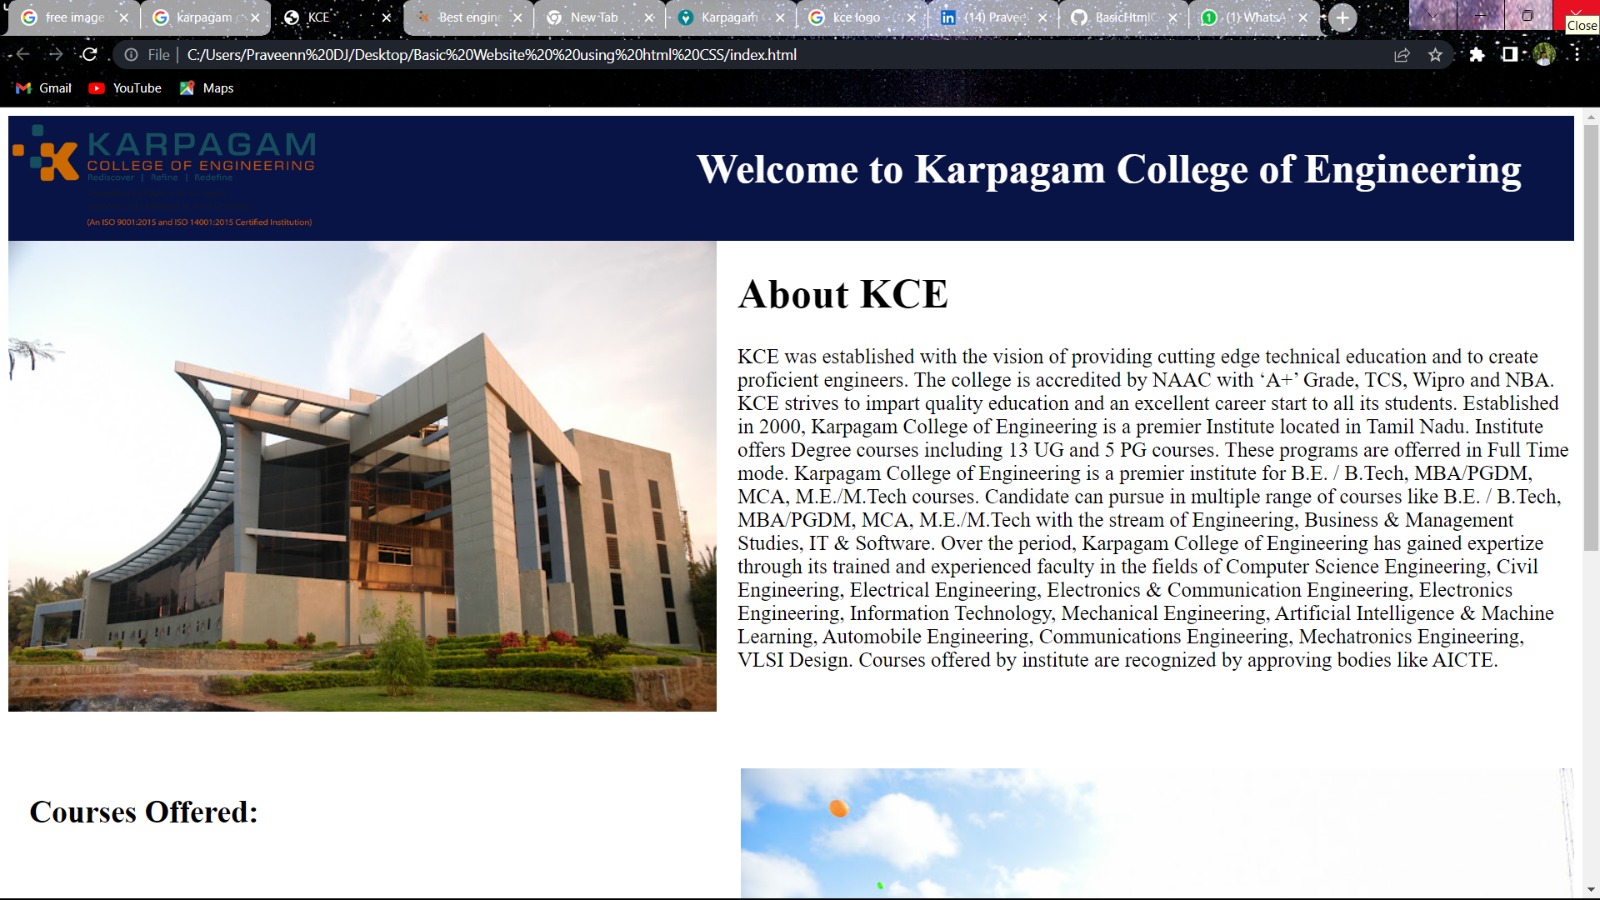 free image
karpagam
KCE
Best engine
New Tab
Karpagam
kce logo
(14) Pravee
BasicHtmlC
(1) WhatsA
Close
File
C:/Users/Praveenn%20DJ/Desktop/Basic%20Website%20%20using%20html%20CSS/index.html
Gmail
YouTube
Maps
KARPAGAM
COLLEGE OF ENGINEERING
Rediscover | Refine | Redefine
(An ISO 9001:2015 and ISO 14001:2015 Certified Institution)
Welcome to Karpagam College of Engineering
About KCE
KCE was established with the vision of providing cutting edge technical education and to create
proficient engineers. The college is accredited by NAAC with ‘A+’ Grade, TCS, Wipro and NBA.
KCE strives to impart quality education and an excellent career start to all its students. Established
in 2000, Karpagam College of Engineering is a premier Institute located in Tamil Nadu. Institute
offers Degree courses including 13 UG and 5 PG courses. These programs are offerred in Full Time
mode. Karpagam College of Engineering is a premier institute for B.E. / B.Tech, MBA/PGDM,
MCA, M.E./M.Tech courses. Candidate can pursue in multiple range of courses like B.E. / B.Tech,
MBA/PGDM, MCA, M.E./M.Tech with the stream of Engineering, Business & Management
Studies, IT & Software. Over the period, Karpagam College of Engineering has gained expertize
through its trained and experienced faculty in the fields of Computer Science Engineering, Civil
Engineering, Electrical Engineering, Electronics & Communication Engineering, Electronics
Engineering, Information Technology, Mechanical Engineering, Artificial Intelligence & Machine
Learning, Automobile Engineering, Communications Engineering, Mechatronics Engineering,
VLSI Design. Courses offered by institute are recognized by approving bodies like AICTE.
Courses Offered: